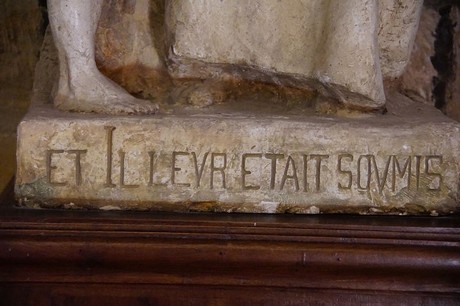 ET IL LEVR ETAIT SOVMIS